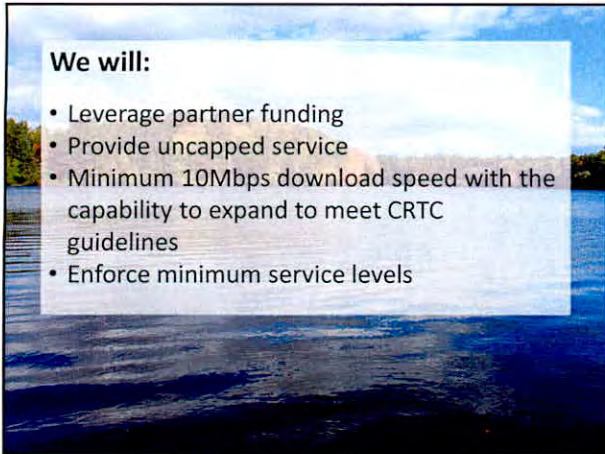 We will:
• Leverage partner funding
• Provide uncapped service
• Minimum 10Mbps download speed with the
capability to expand to meet CRTC
guidelines
• Enforce minimum service levels